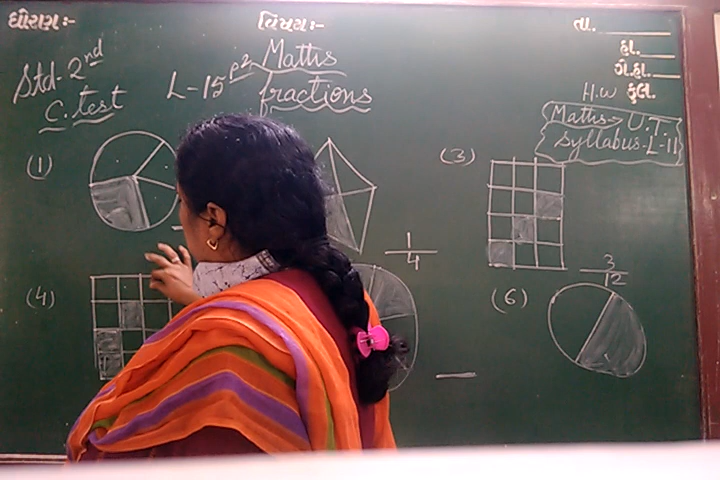 ધોરણ:-
વિષય:-
તા.
હા.
ગે.હા.
કુલ.
Std-2nd
C.test
L-15 P2 Maths
fractions
H.W
Maths → U.T.
Syllabus-L-11
(1)
1
4
(3)
3
12
(4)
(6)